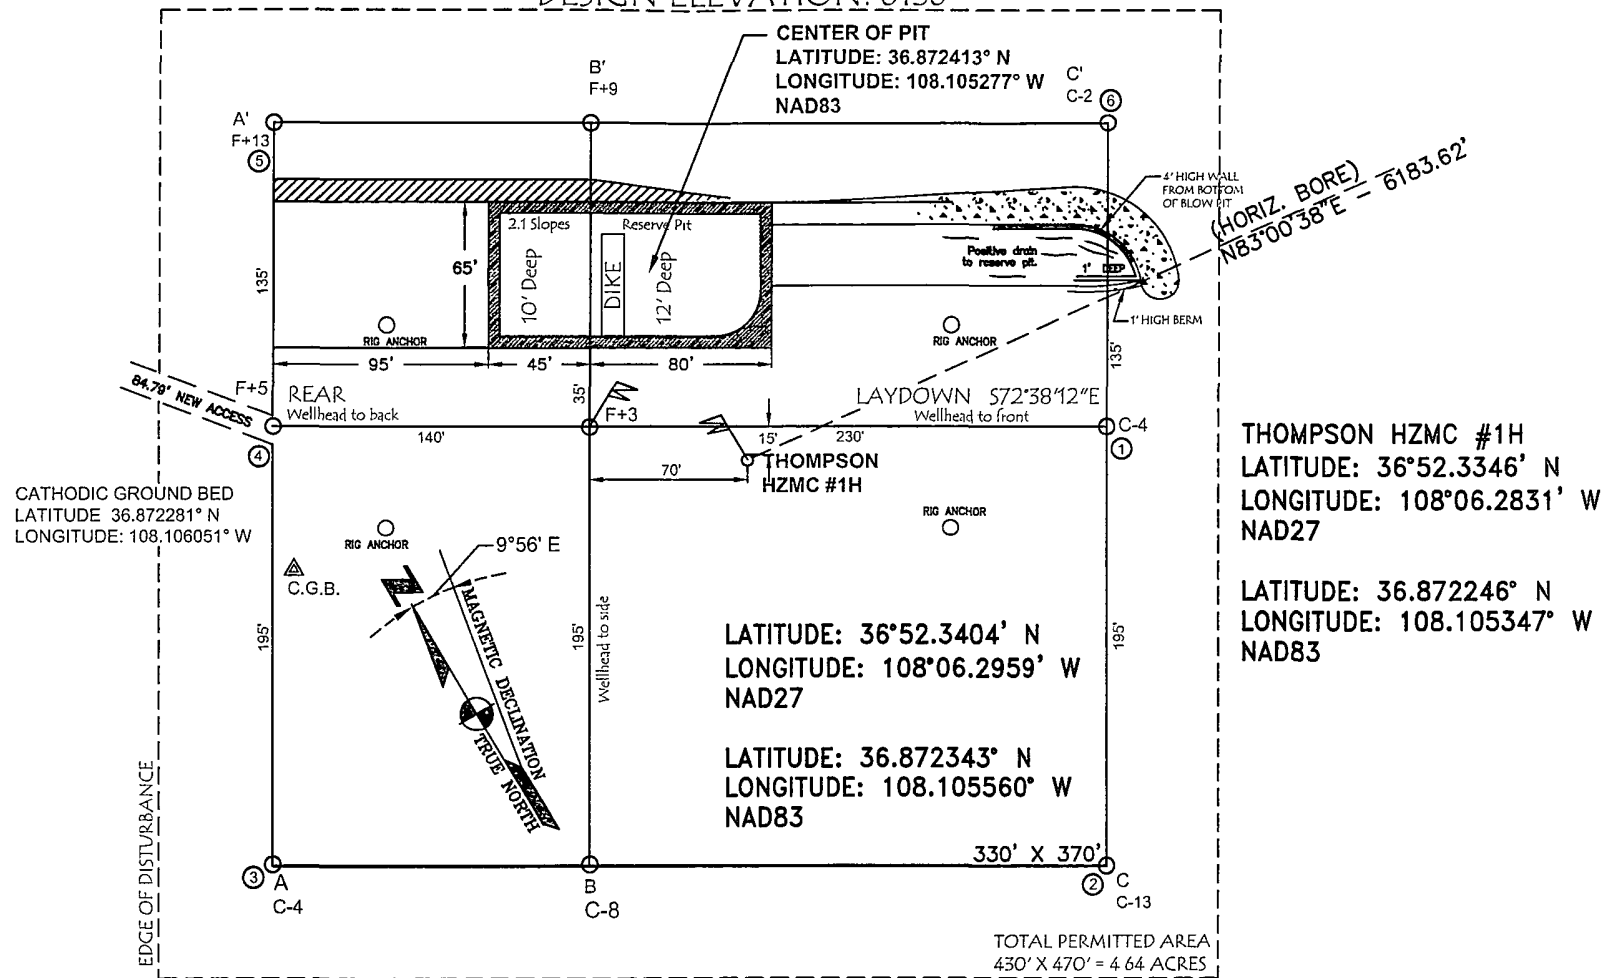 CENTER OF PIT
LATITUDE: 36.872413° N
LONGITUDE: 108.105277° W
NAD83
B'
F+9
C'
C-2
6
A'
F+13
5
4' HIGH WALL
FROM BOTTOM
OF BLOW PIT
(HORIZ. BORE)
N83°00'38"E - 6183.62'
2.1 Slopes
Reserve Pit
Positive drain
to reserve pit.
1' DEEP
135'
65'
10' Deep
DIKE
12' Deep
1' HIGH BERM
RIG ANCHOR
RIG ANCHOR
135'
95'
45'
80'
84.79' NEW ACCESS
F+5
REAR
Wellhead to back
35'
F+3
LAYDOWN S72°38'12"E
Wellhead to front
C-4
1
140'
15'
230'
4
70'
THOMPSON
HZMC #1H
THOMPSON HZMC #1H
LATITUDE: 36°52.3346' N
LONGITUDE: 108°06.2831' W
NAD27
LATITUDE: 36.872246° N
LONGITUDE: 108.105347° W
NAD83
CATHODIC GROUND BED
LATITUDE 36.872281° N
LONGITUDE: 108.106051° W
RIG ANCHOR
RIG ANCHOR
9°56' E
C.G.B.
N
MAGNETIC DECLINATION
TRUE NORTH
195'
195'
Wellhead to side
195'
LATITUDE: 36°52.3404' N
LONGITUDE: 108°06.2959' W
NAD27
LATITUDE: 36.872343° N
LONGITUDE: 108.105560° W
NAD83
330' X 370'
EDGE OF DISTURBANCE
3
A
C-4
B
C-8
2
C
C-13
TOTAL PERMITTED AREA
430' X 470' = 4 64 ACRES